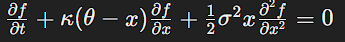 ∂f/∂t + κ(θ − x)∂f/∂x + 1/2σ²x∂²f/∂x² = 0